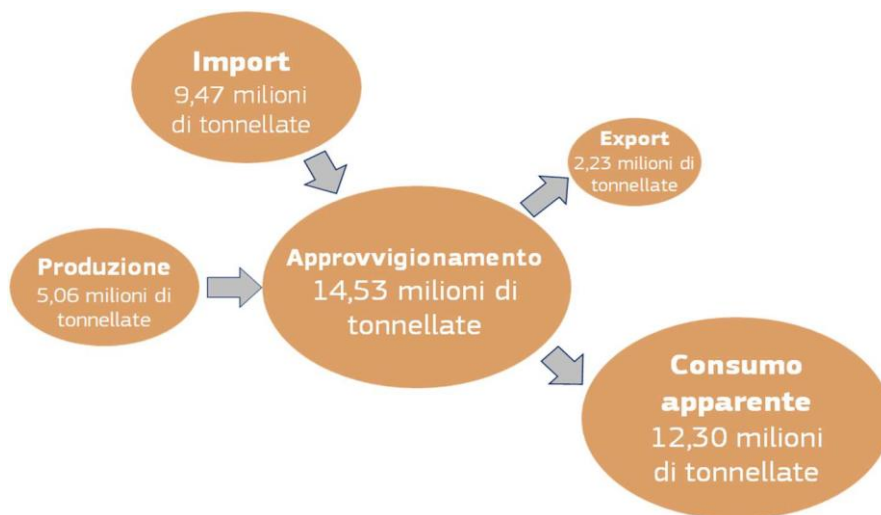 Import
9,47 milioni
di tonnellate
Export
2,23 milioni di
tonnellate
Produzione
5,06 milioni di
tonnellate
Approvvigionamento
14,53 milioni di
tonnellate
Consumo
apparente
12,30 milioni
di tonnellate